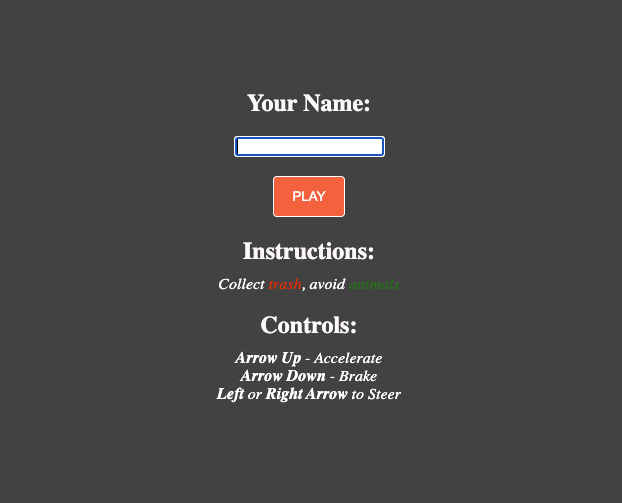 Your Name:
PLAY
Instructions:
Collect trash, avoid animals
Controls:
Arrow Up - Accelerate
Arrow Down - Brake
Left or Right Arrow to Steer